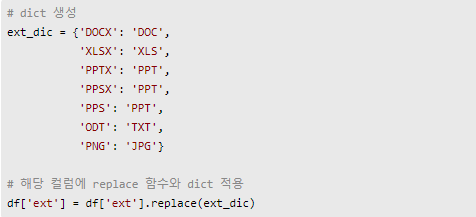 # dict 생성
ext_dic = {'DOCX': 'DOC',
           'XLSX': 'XLS',
           'PPTX': 'PPT',
           'PPSX': 'PPT',
           'PPS': 'PPT',
           'ODT': 'TXT',
           'PNG': 'JPG'}

# 해당 컬럼에 replace 함수와 dict 적용
df['ext'] = df['ext'].replace(ext_dic)